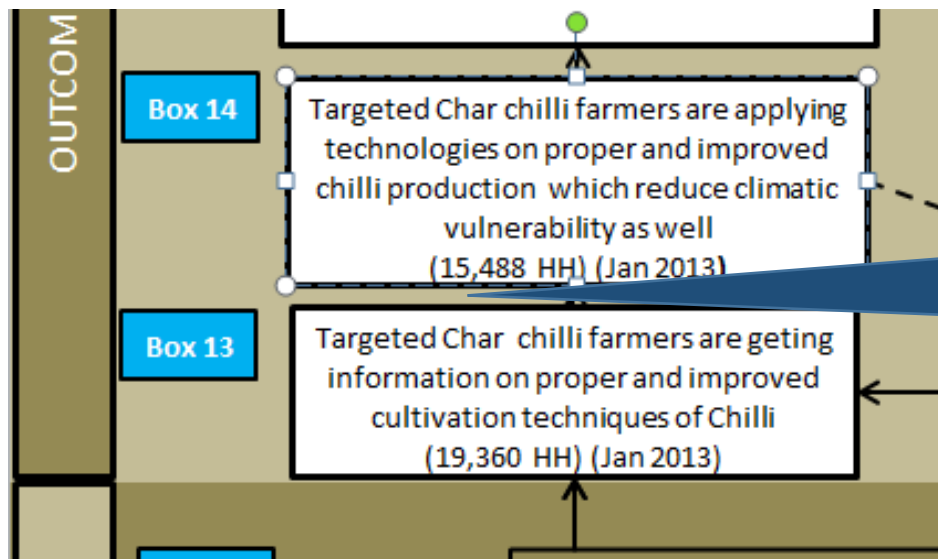 OUTCOM
Box 14
Targeted Char chilli farmers are applying
technologies on proper and improved
chilli production which reduce climatic
vulnerability as well
(15,488 HH) (Jan 2013)
Box 13
Targeted Char chilli farmers are geting
information on proper and improved
cultivation techniques of Chilli
(19,360 HH) (Jan 2013)